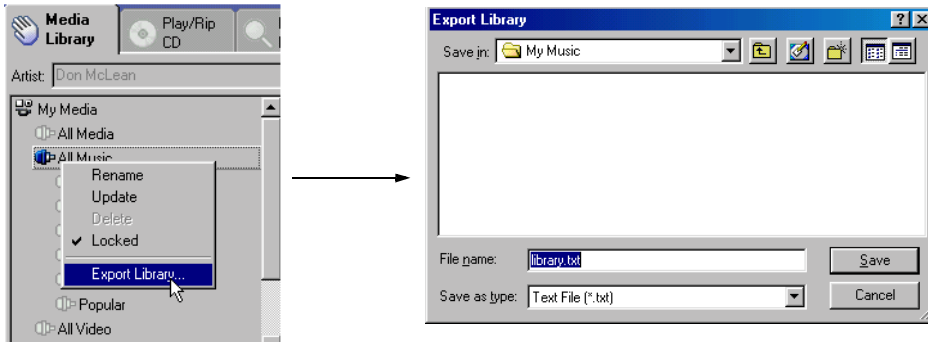 Media
Library
Play/Rip
CD
Artist: Don McLean
My Media
All Media
All Music
Rename
Update
Delete
Locked
Export Library...
Popular
All Video
Export Library
Save in: My Music
File name: library.txt
Save
Save as type: Text File (*.txt)
Cancel